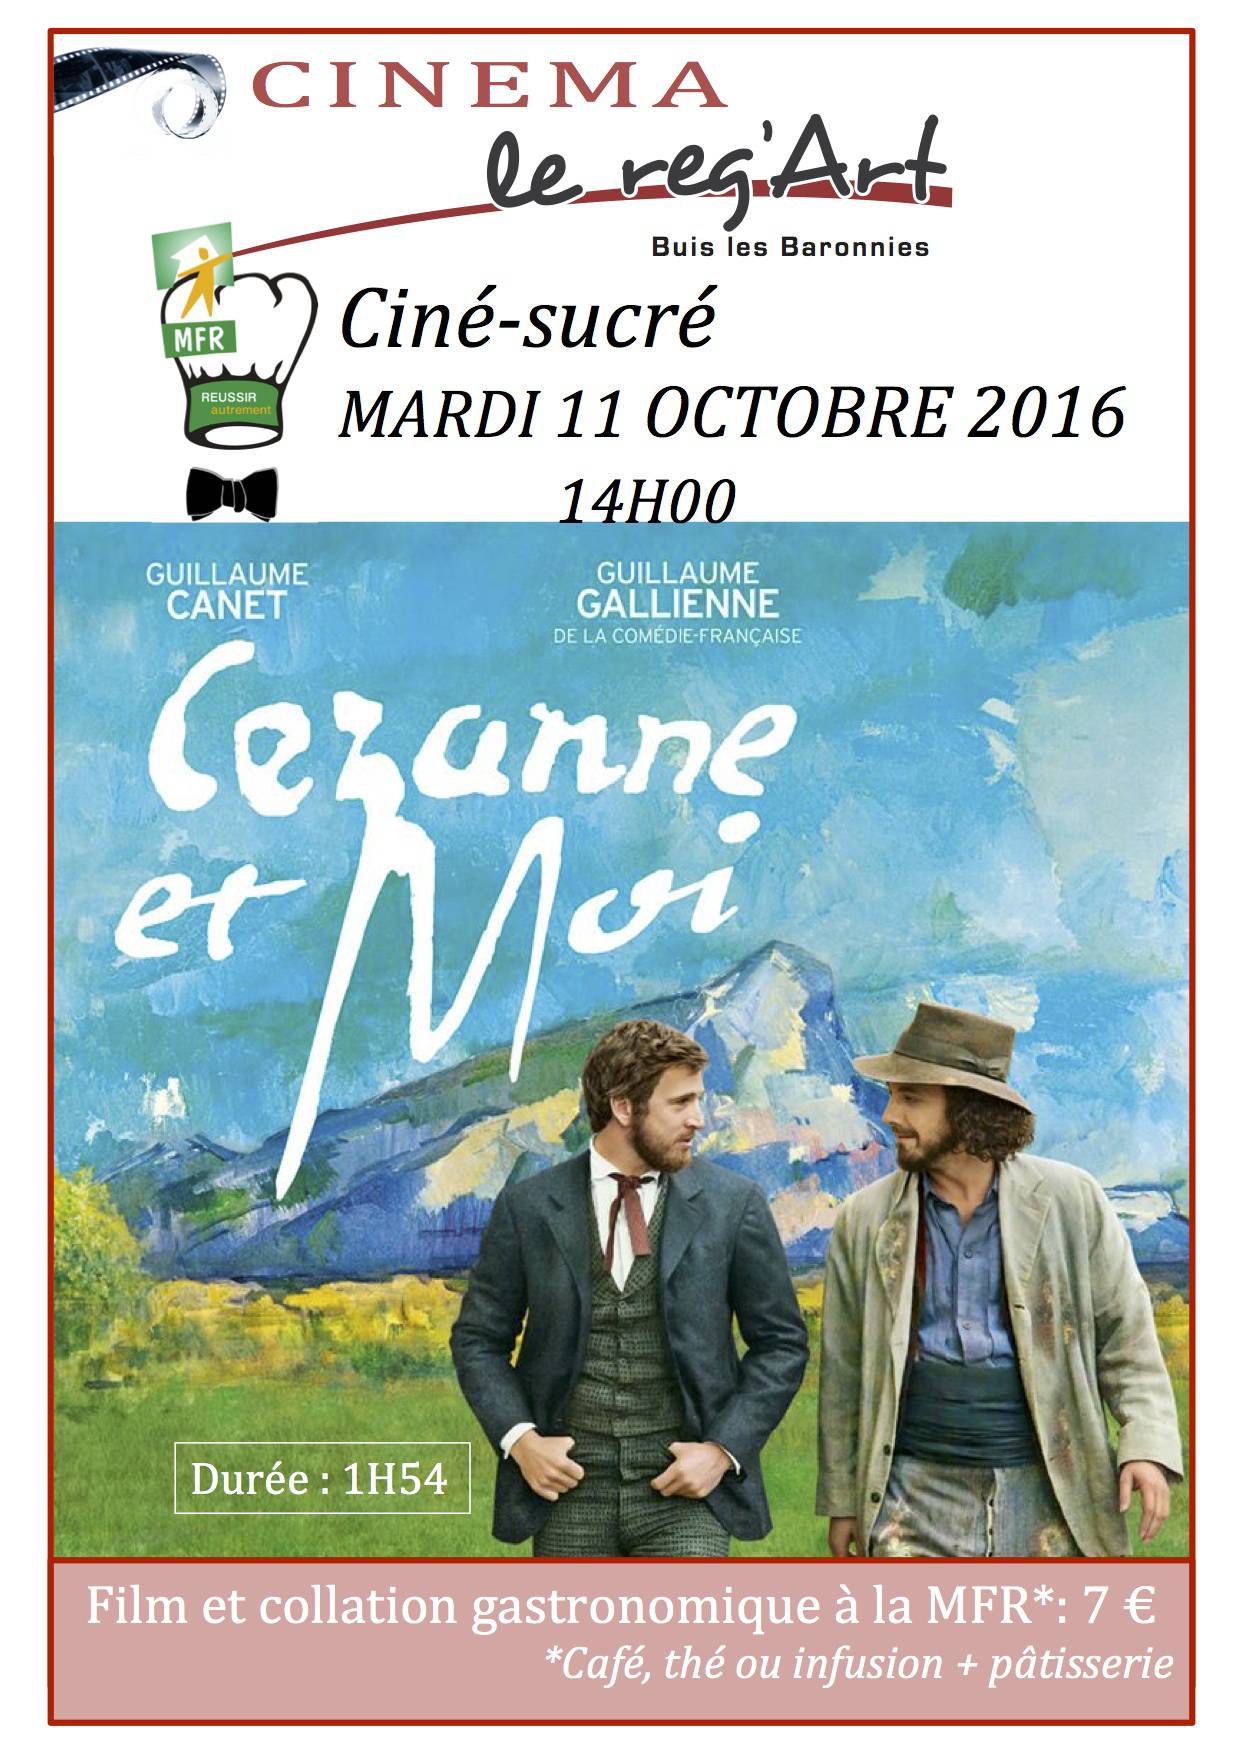 CINEMA
le reg'Art
Buis les Baronnies
MFR
REUSSIR
autrement
Ciné-sucré
MARDI 11 OCTOBRE 2016
14H00
GUILLAUME
CANET
GUILLAUME
GALLIENNE
DE LA COMÉDIE-FRANÇAISE
Cezanne
et Moi
Durée : 1H54
Film et collation gastronomique à la MFR*: 7 €
*Café, thé ou infusion + pâtisserie